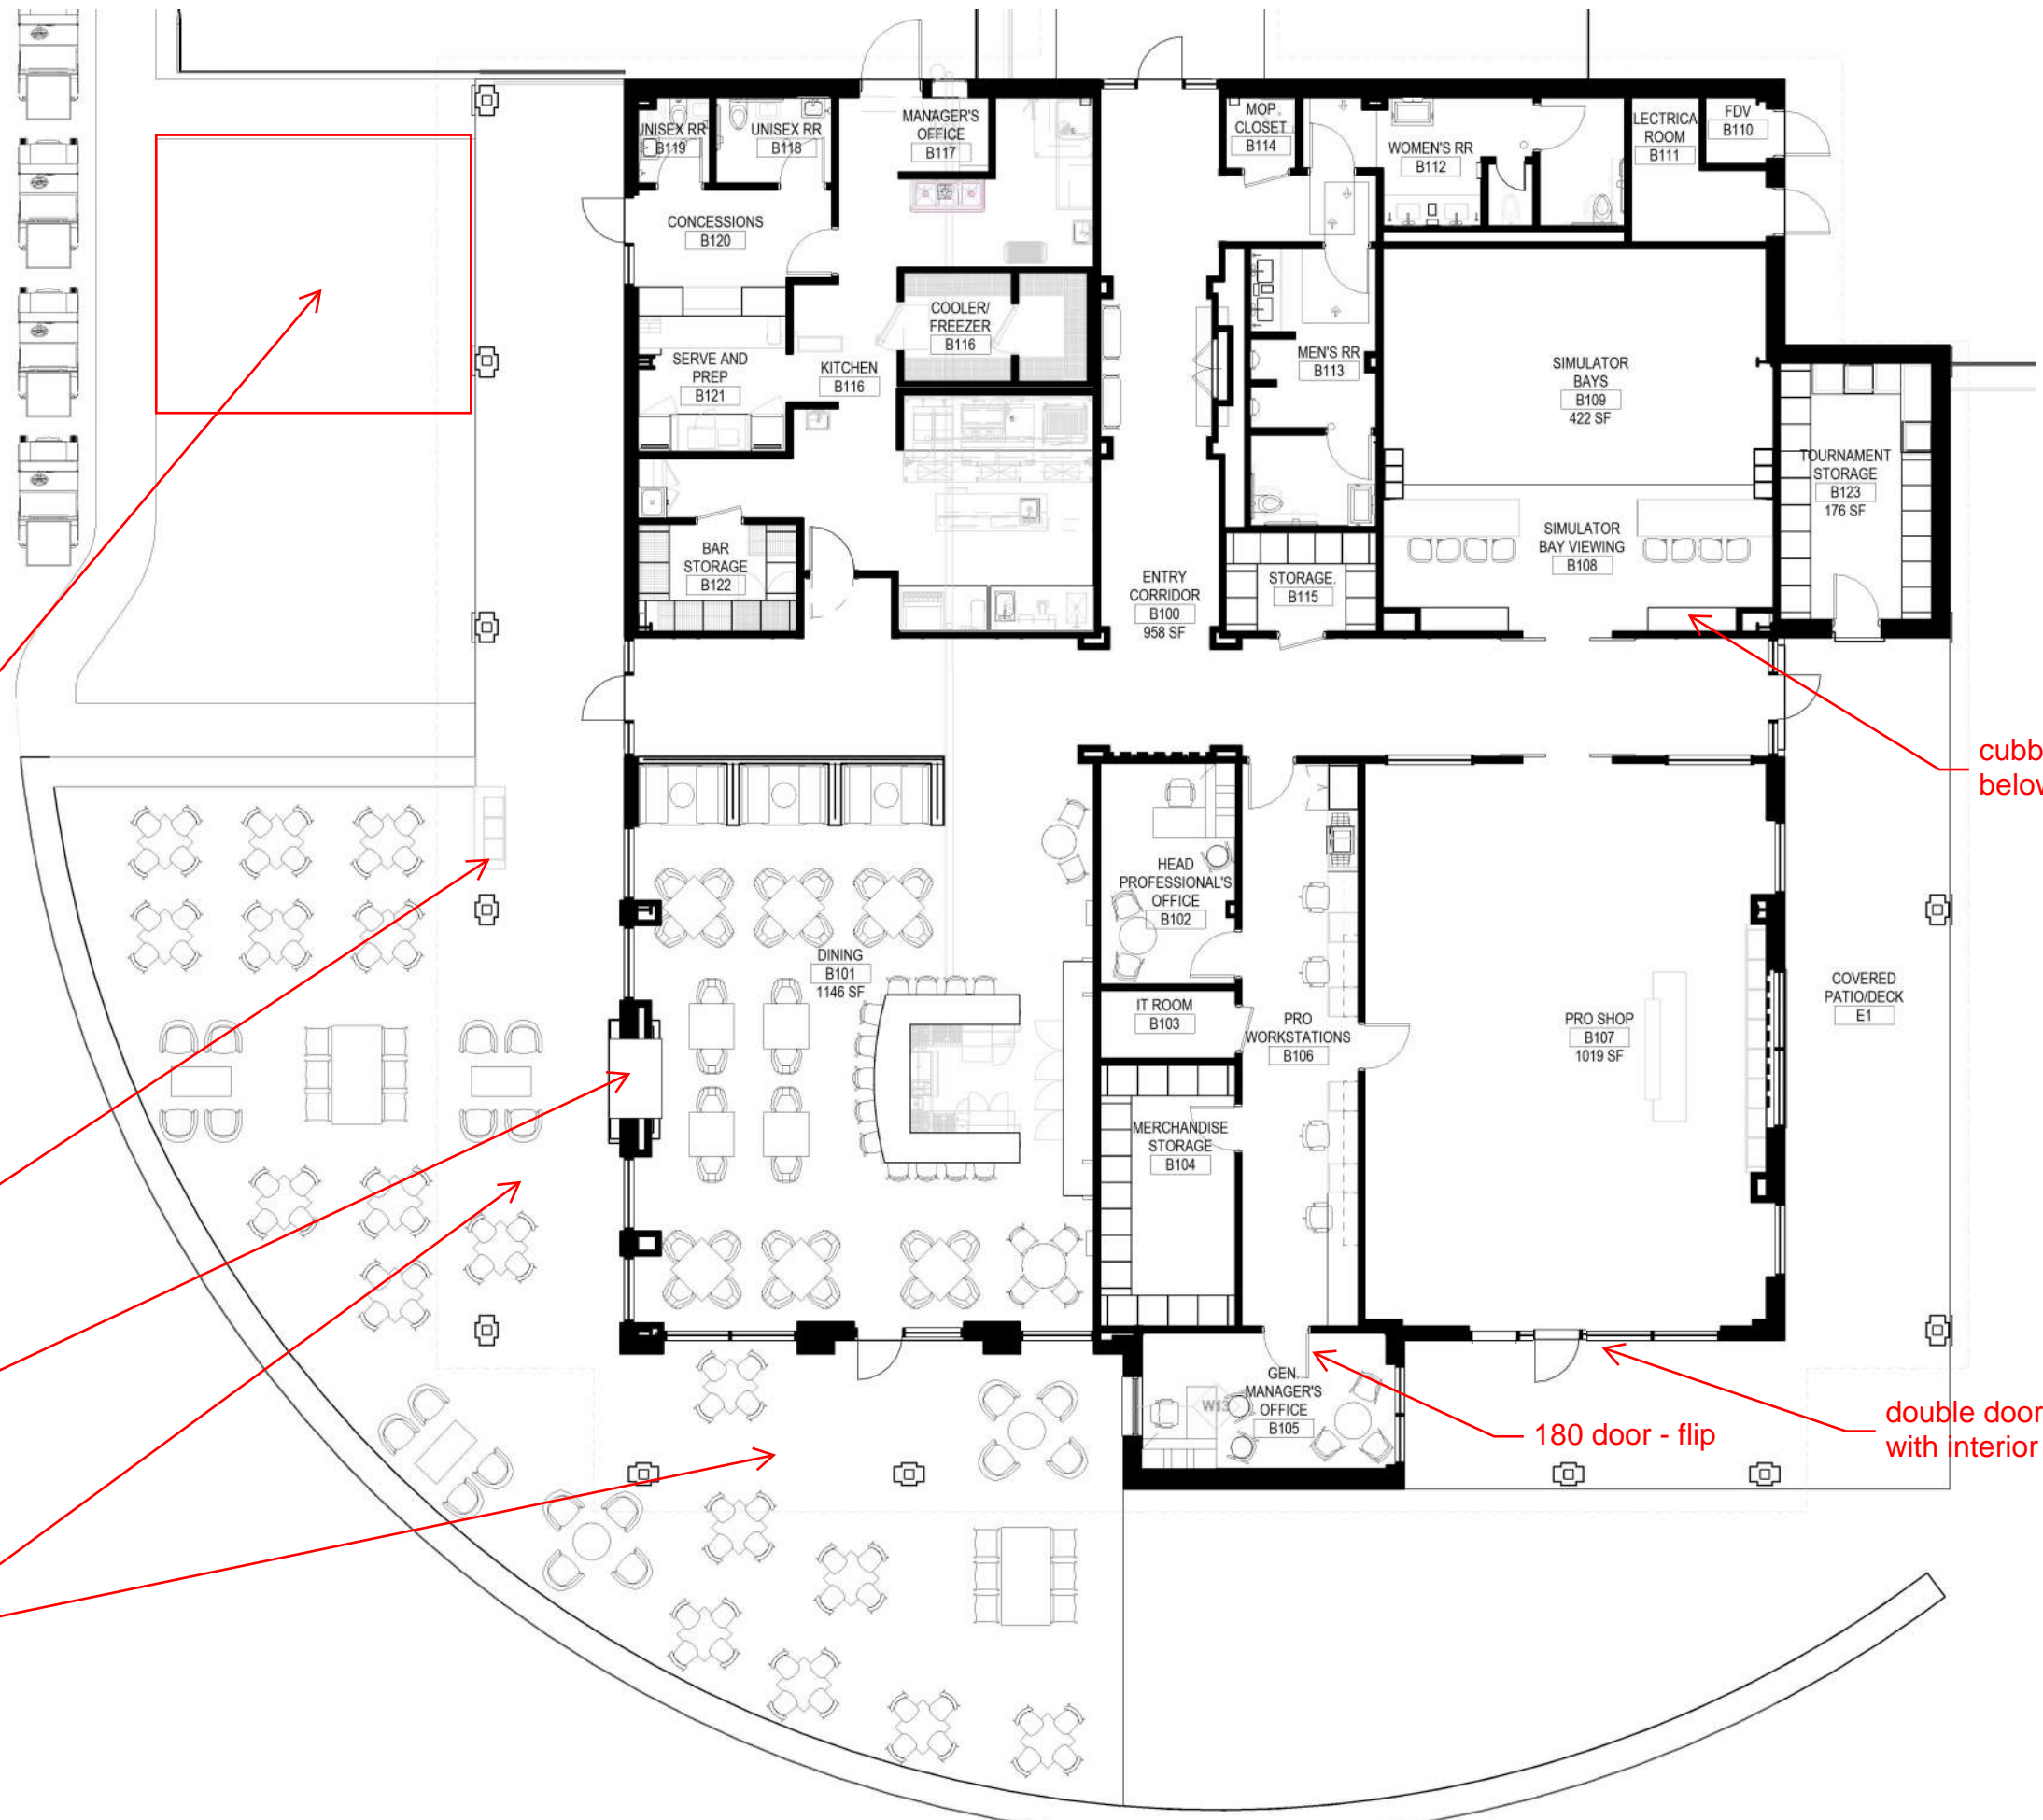 UNISEX RR
B119
UNISEX RR
B118
MANAGER'S
OFFICE
B117
MOP
CLOSET
B114
WOMEN'S RR
B112
LECTRICA
ROOM
B111
FDV
B110
CONCESSIONS
B120
COOLER/
FREEZER
B116
SERVE AND
PREP
B121
KITCHEN
B116
MEN'S RR
B113
SIMULATOR
BAYS
B109
422 SF
TOURNAMENT
STORAGE
B123
176 SF
SIMULATOR
BAY VIEWING
B108
BAR
STORAGE
B122
ENTRY
CORRIDOR
B100
958 SF
STORAGE.
B115
cubb
below
HEAD
PROFESSIONAL'S
OFFICE
B102
DINING
B101
1146 SF
IT ROOM
B103
PRO
WORKSTATIONS
B106
PRO SHOP
B107
1019 SF
COVERED
PATIO/DECK
E1
MERCHANDISE
STORAGE
B104
GEN.
MANAGER'S
OFFICE
B105
W13
180 door - flip
double door
with interior